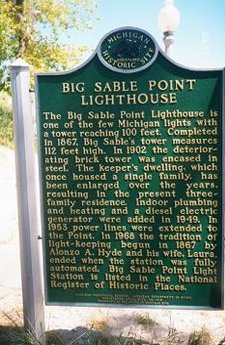 MICHIGAN
HISTORIC SITE
BIG SABLE POINT
LIGHTHOUSE
The Big Sable Point Lighthouse is
one of the few Michigan lights with
a tower reaching 100 feet. Completed
in 1867, Big Sable's tower measures
112 feet high. In 1902 the deterior-
ating brick tower was encased in
steel. The keeper's dwelling, which
once housed a single family, has
been enlarged over the years,
resulting in the present three-
family residence. Indoor plumbing
and heating and a diesel electric
generator were added in 1949. In
1953 power lines were extended to
the Point. In 1968 the tradition of
light-keeping begun in 1867 by
Alonzo A. Hyde and his wife, Laura,
ended when the station was fully
automated. Big Sable Point Light
Station is listed in the National
Register of Historic Places.